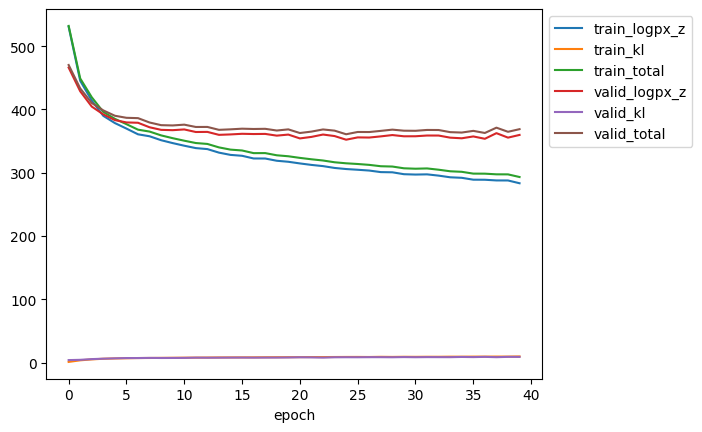 500
400
300
200
100
0
0 5 10 15 20 25 30 35 40
epoch
train_logpx_z
train_kl
train_total
valid_logpx_z
valid_kl
valid_total